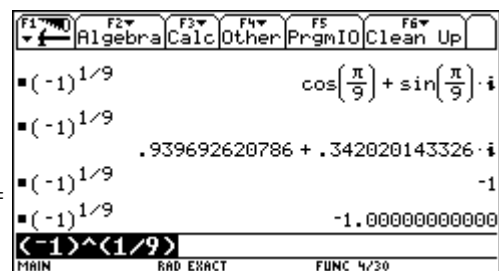 F1▼ F2▼ Algebra F3▼ Calc F4▼ Other F5 PrgmIO F6▼ Clean Up
▪(-1)^1/9 cos(π/9) + sin(π/9)·i
▪(-1)^1/9
.939692620786 + .342020143326·i
▪(-1)^1/9 -1
▪(-1)^1/9 -1.00000000000
(-1)^(1/9)
MAIN RAD EXACT FUNC 4/30